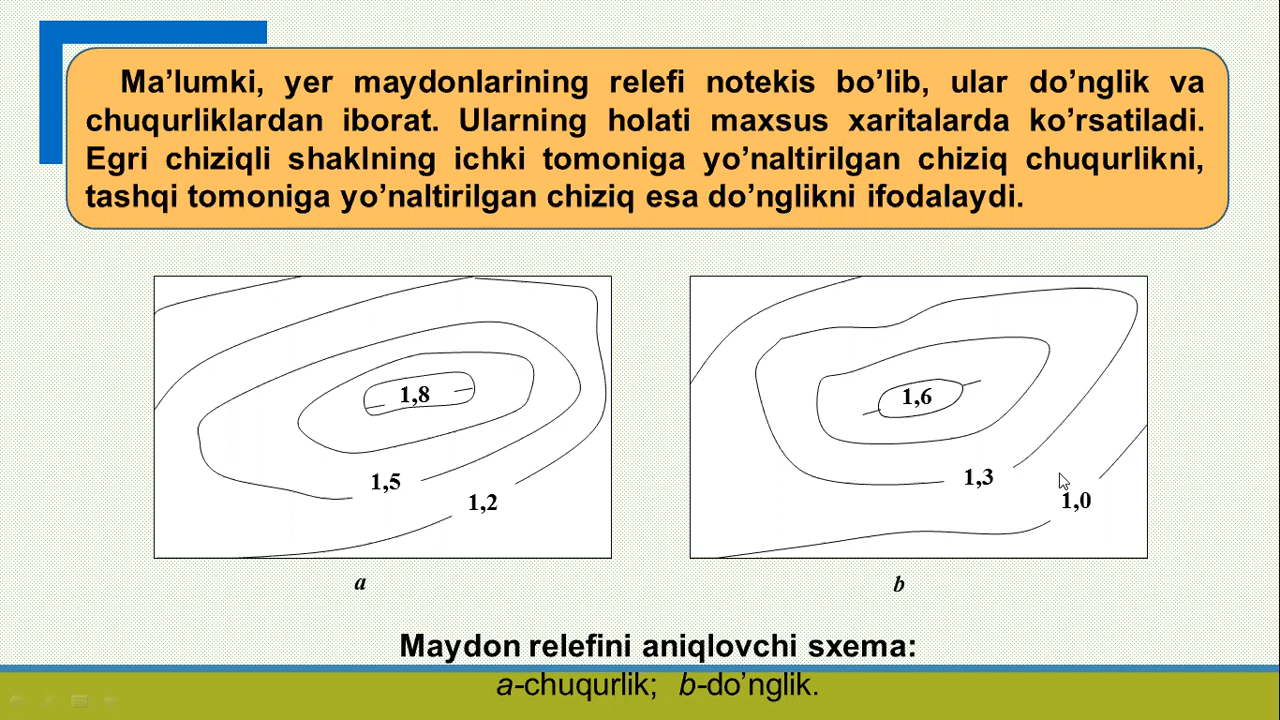 Ma’lumki, yer maydonlarining relefi notekis bo’lib, ular do’nglik va
chuqurliklardan iborat. Ularning holati maxsus xaritalarda ko’rsatiladi.
Egri chiziqli shaklning ichki tomoniga yo’naltirilgan chiziq chuqurlikni,
tashqi tomoniga yo’naltirilgan chiziq esa do’nglikni ifodalaydi.
1,8
1,5
1,2
a
1,6
1,3
1,0
b
Maydon relefini aniqlovchi sxema:
a-chuqurlik; b-do’nglik.